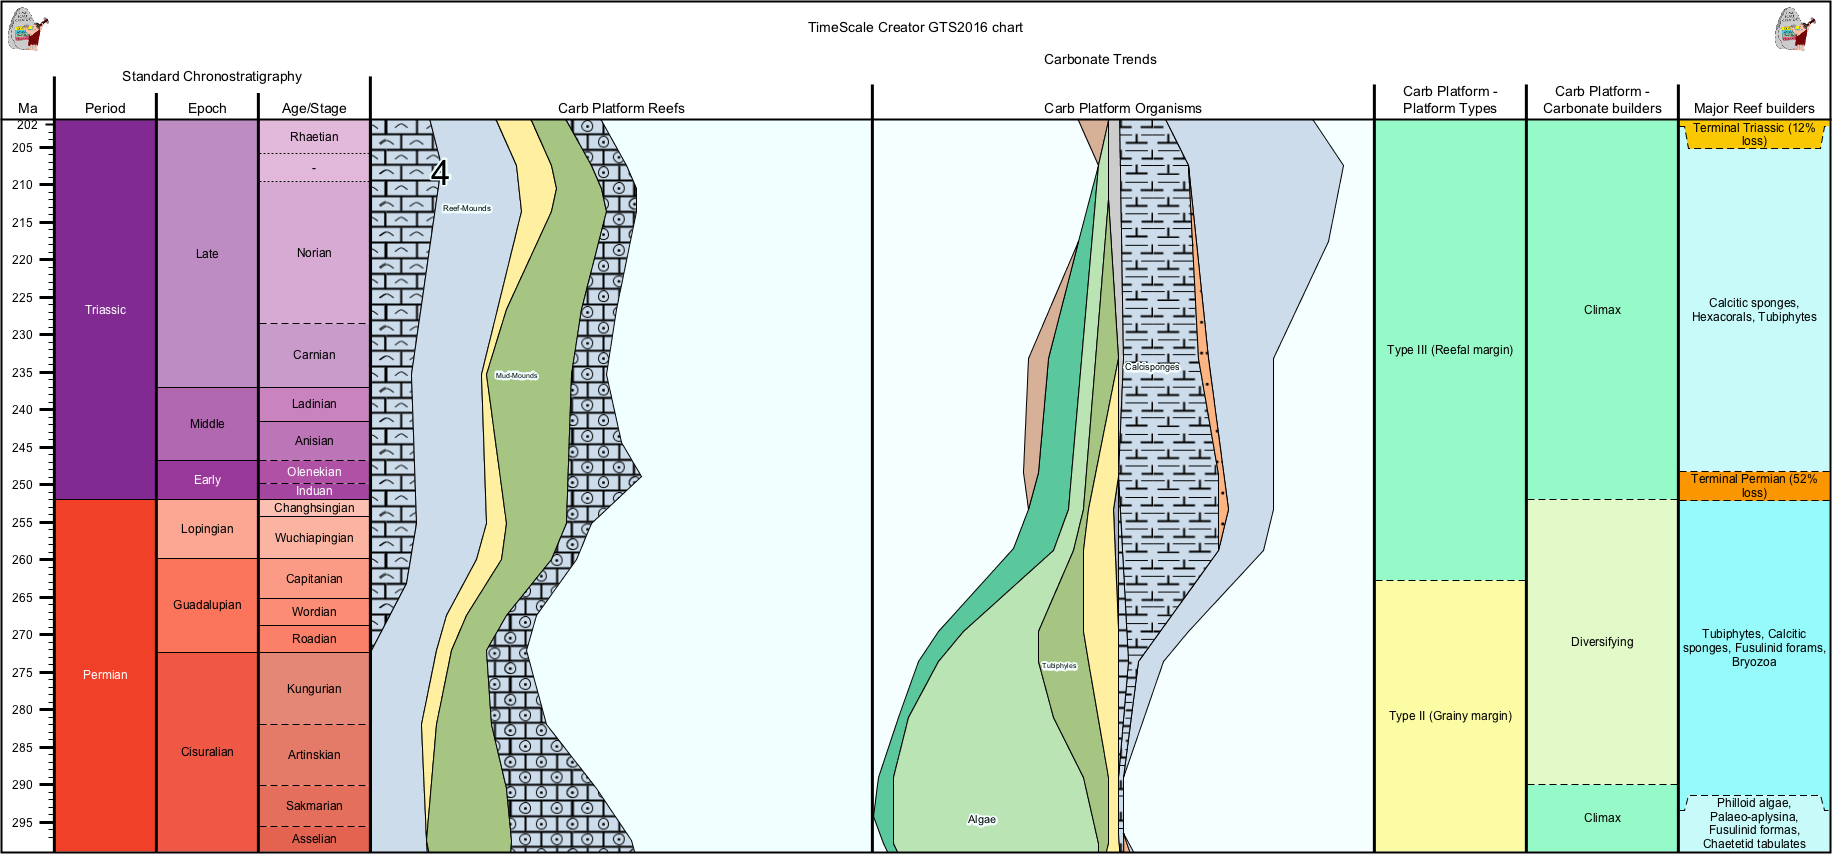 TimeScale Creator GTS2016 chart
Carbonate Trends
Standard Chronostratigraphy
Carb Platform -
Platform Types
Carb Platform -
Carbonate builders
Ma
Period
Epoch
Age/Stage
Carb Platform Reefs
Carb Platform Organisms
Major Reef builders
202
205
210
215
220
225
230
235
240
245
250
255
260
265
270
275
280
285
290
295
Triassic
Permian
Late
Middle
Early
Lopingian
Guadalupian
Cisuralian
Rhaetian
-
Norian
Carnian
Ladinian
Anisian
Olenekian
Induan
Changhsingian
Wuchiapingian
Capitanian
Wordian
Roadian
Kungurian
Artinskian
Sakmarian
Asselian
4
Reef-Mounds
Mud-Mounds
Calcisponges
Tubiphyles
Algae
Type III (Reefal margin)
Type II (Grainy margin)
Climax
Diversifying
Climax
Terminal Triassic (12%
loss)
Calcitic sponges,
Hexacorals, Tubiphytes
Terminal Permian (52%
loss)
Tubiphytes, Calcitic
sponges, Fusulinid forams,
Bryozoa
Philloid algae,
Palaeo-aplysina,
Fusulinid formas,
Chaetetid tabulates